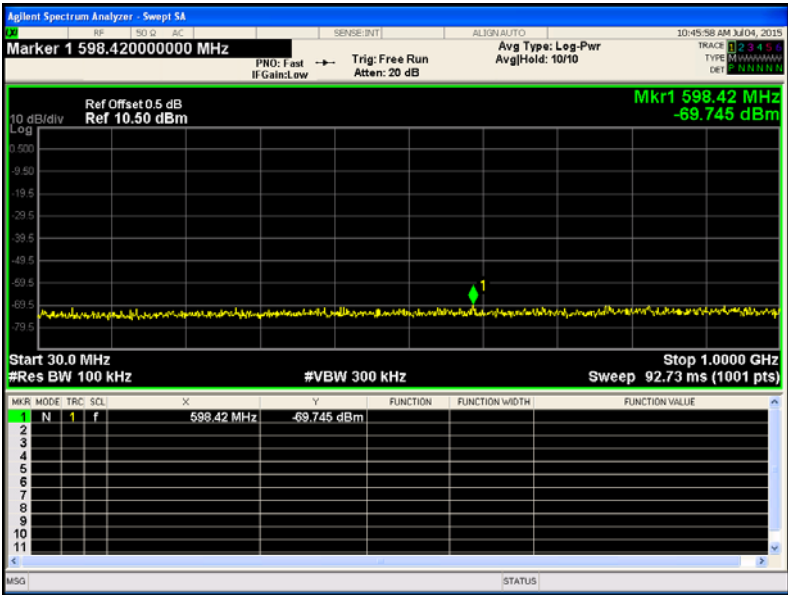 Agilent Spectrum Analyzer - Swept SA
LXI RF 50 Ω AC SENSE:INT ALIGNAUTO 10:45:58 AM Jul 04, 2015
Marker 1 598.420000000 MHz
PNO: Fast
IFGain:Low
Trig: Free Run
Atten: 20 dB
Avg Type: Log-Pwr
Avg|Hold: 10/10
TRACE 1 2 3 4 5 6
TYPE M WWWWW
DET P N N N N N
Ref Offset 0.5 dB
10 dB/div Ref 10.50 dBm
Log
Mkr1 598.42 MHz
-69.745 dBm
0.500
-9.50
-19.5
-29.5
-39.5
-49.5
-59.5
-69.5
-79.5
1
Start 30.0 MHz Stop 1.0000 GHz
#Res BW 100 kHz #VBW 300 kHz Sweep 92.73 ms (1001 pts)
MKR MODE TRC SCL X Y FUNCTION FUNCTION WIDTH FUNCTION VALUE
1 N 1 f 598.42 MHz -69.745 dBm
2
3
4
5
6
7
8
9
10
11
MSG STATUS